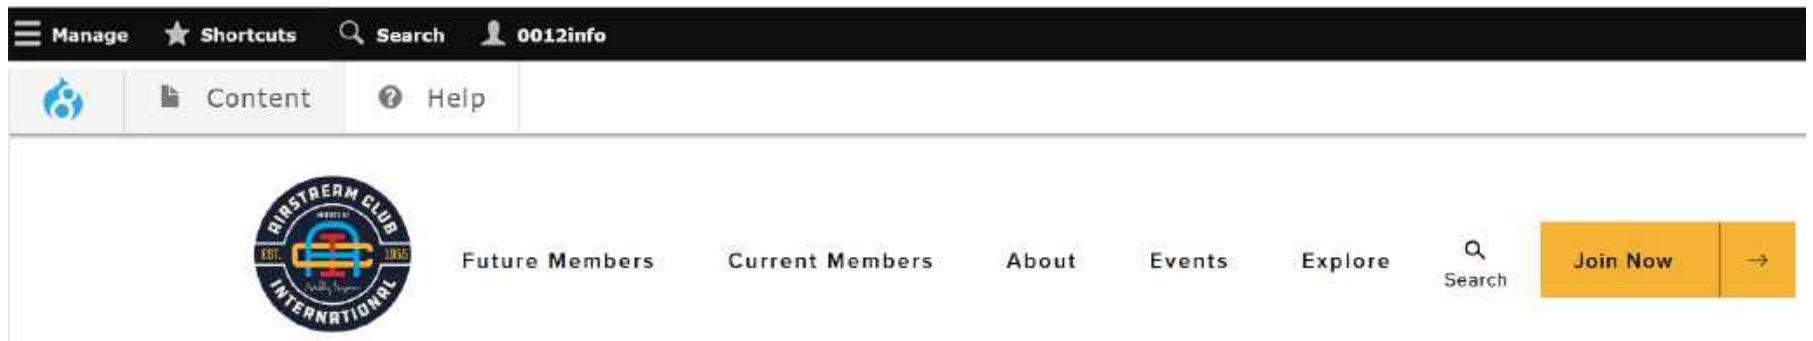 Manage Shortcuts Search 0012info
Content Help
AIRSTREAM CLUB
EST. 1955
INTERNATIONAL
Future Members Current Members About Events Explore Search Join Now →